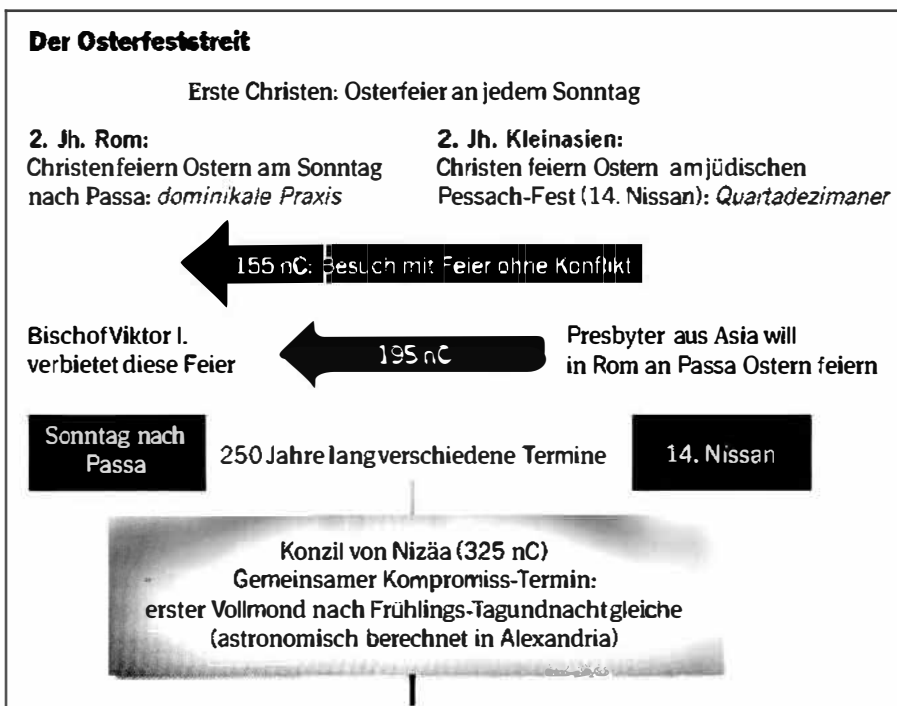 Der Osterfeststreit
Erste Christen: Osterfeier an jedem Sonntag
2. Jh. Rom:
Christen feiern Ostern am Sonntag
nach Passa: dominikale Praxis
2. Jh. Kleinasien:
Christen feiern Ostern am jüdischen
Pessach-Fest (14. Nissan): Quartadezimaner
155 nC: Besuch mit Feier ohne Konflikt
Bischof Viktor I.
verbietet diese Feier
195 nC
Presbyter aus Asia will
in Rom an Passa Ostern feiern
Sonntag nach
Passa
250 Jahre lang verschiedene Termine
14. Nissan
Konzil von Nizäa (325 nC)
Gemeinsamer Kompromiss-Termin:
erster Vollmond nach Frühlings-Tagundnachtgleiche
(astronomisch berechnet in Alexandria)